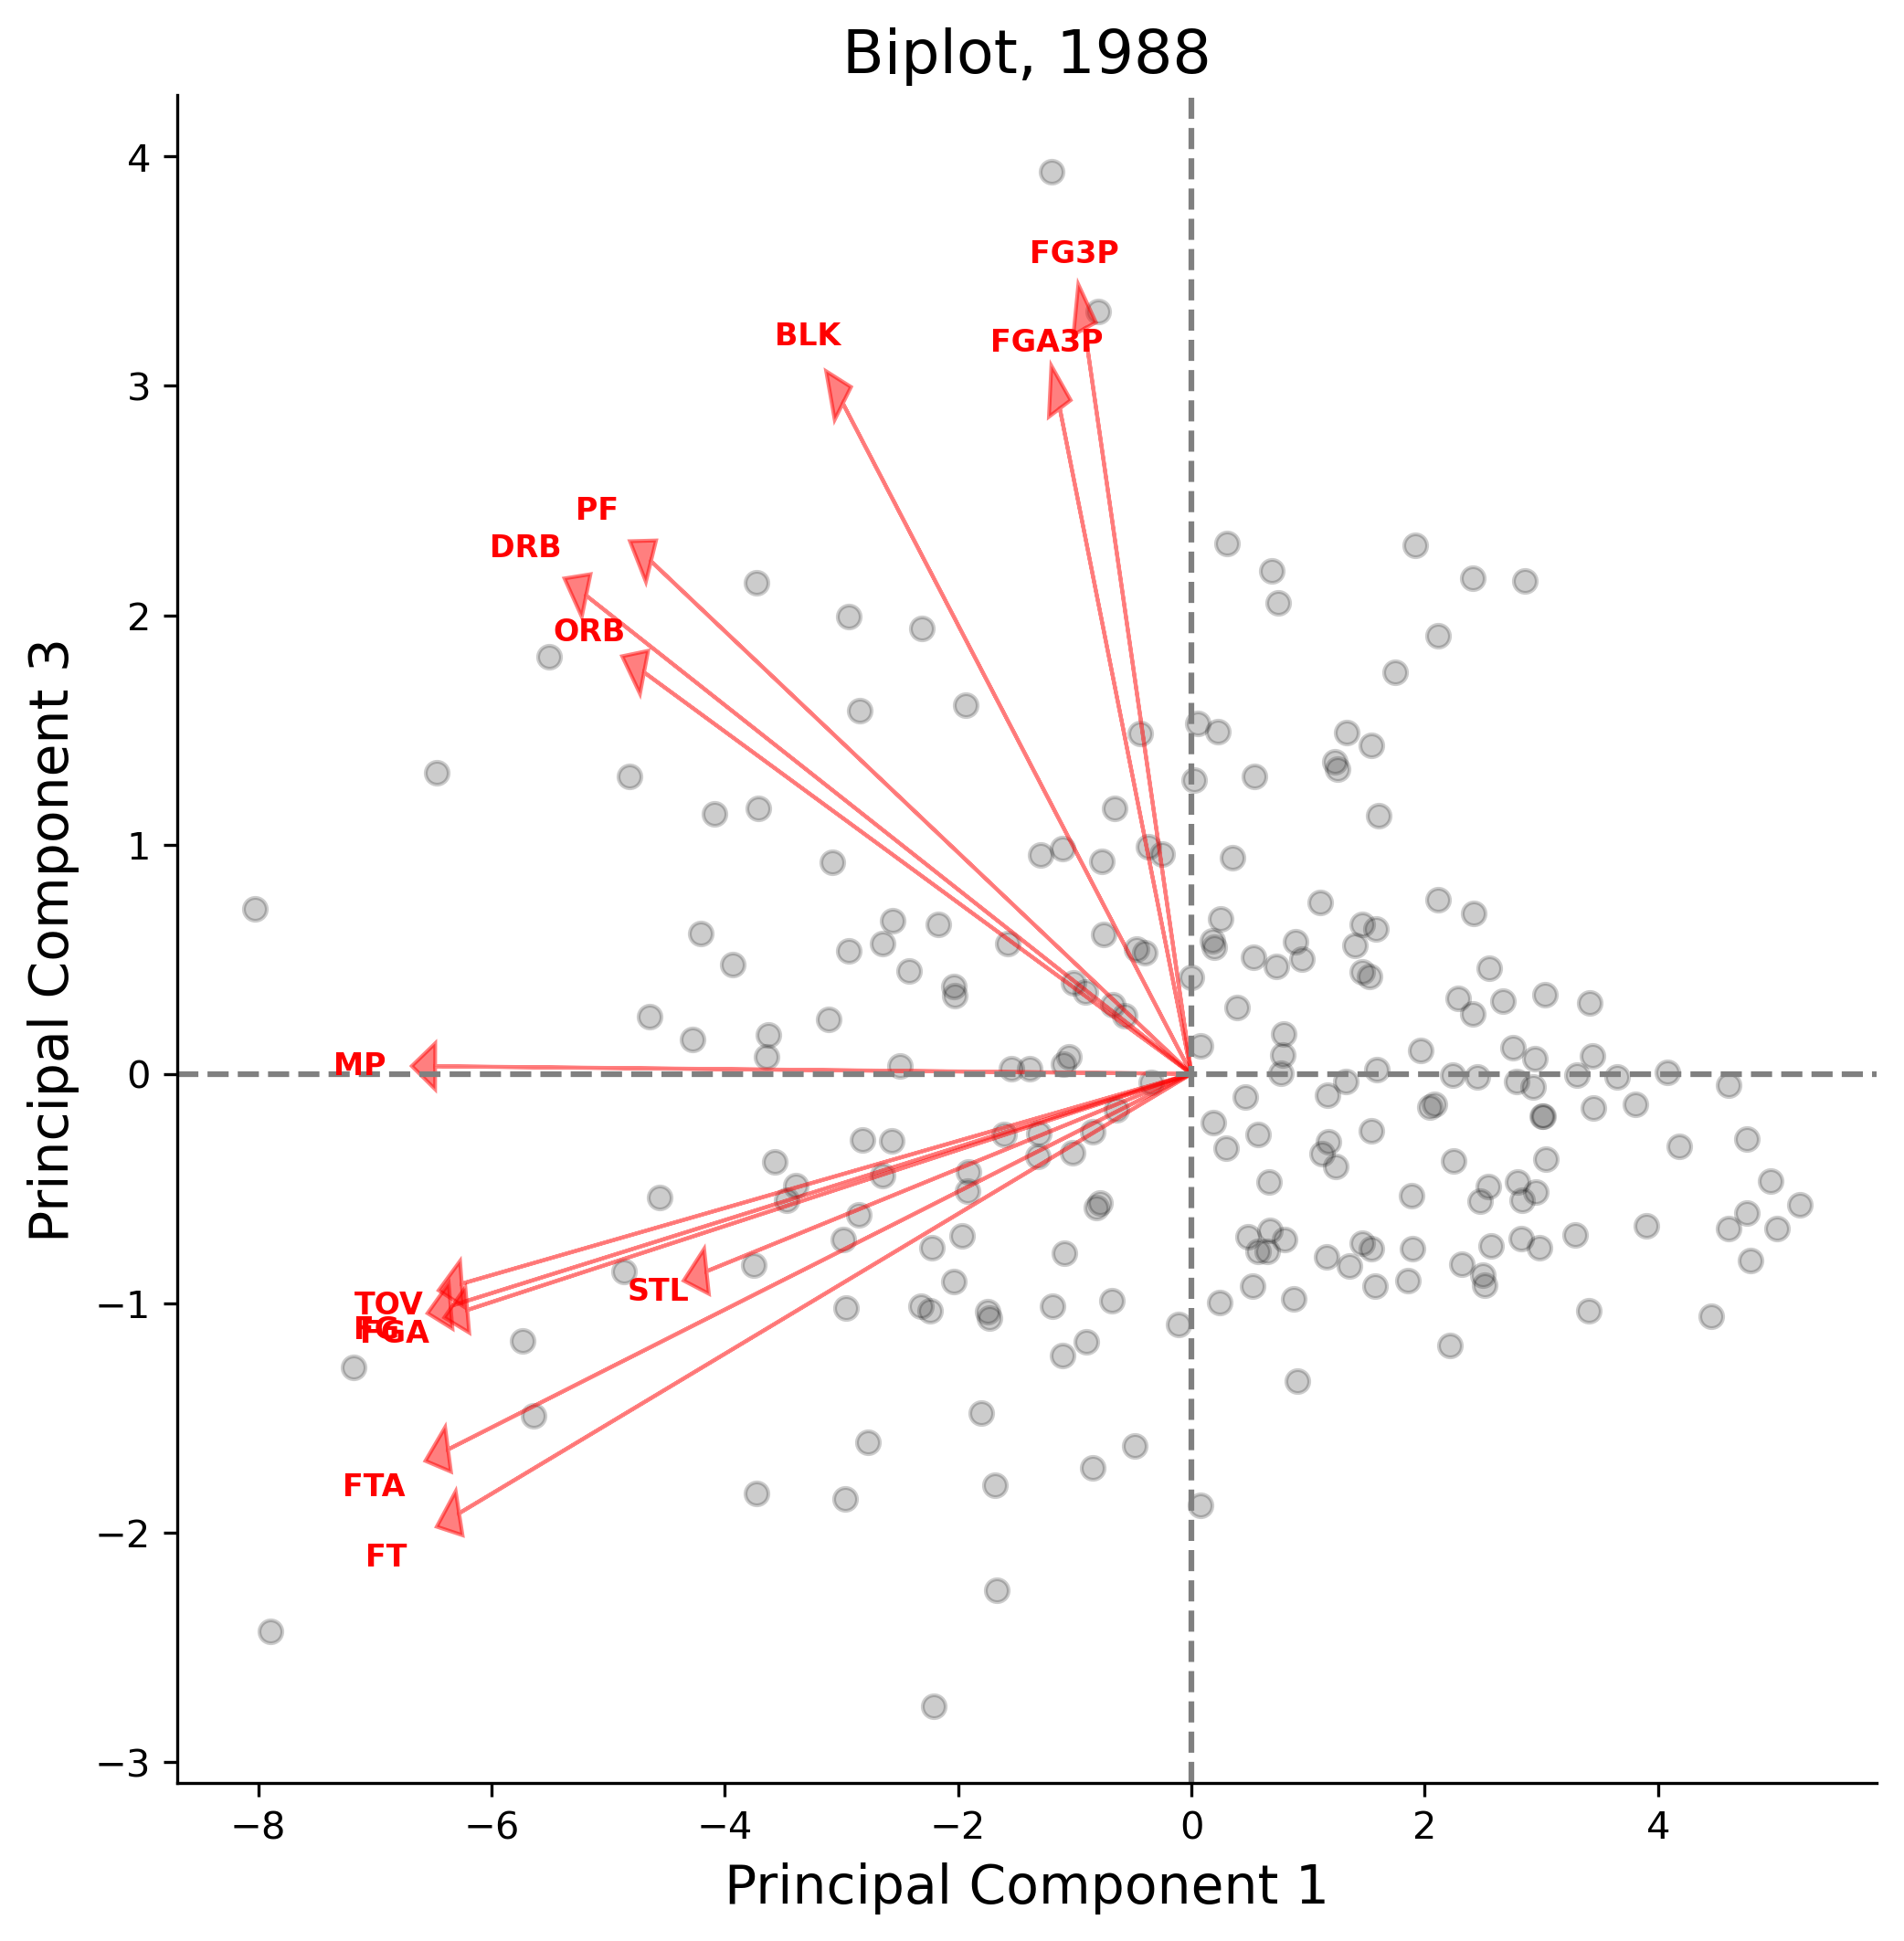 Biplot, 1988
4
FG3P
BLK
FGA3P
3
PF
DRB
2
ORB
1
MP
0
STL
TOV
−1
FG
FGA
FTA
−2
FT
−3
−8
−6
−4
−2
0
2
4
Principal Component 1
Principal Component 3